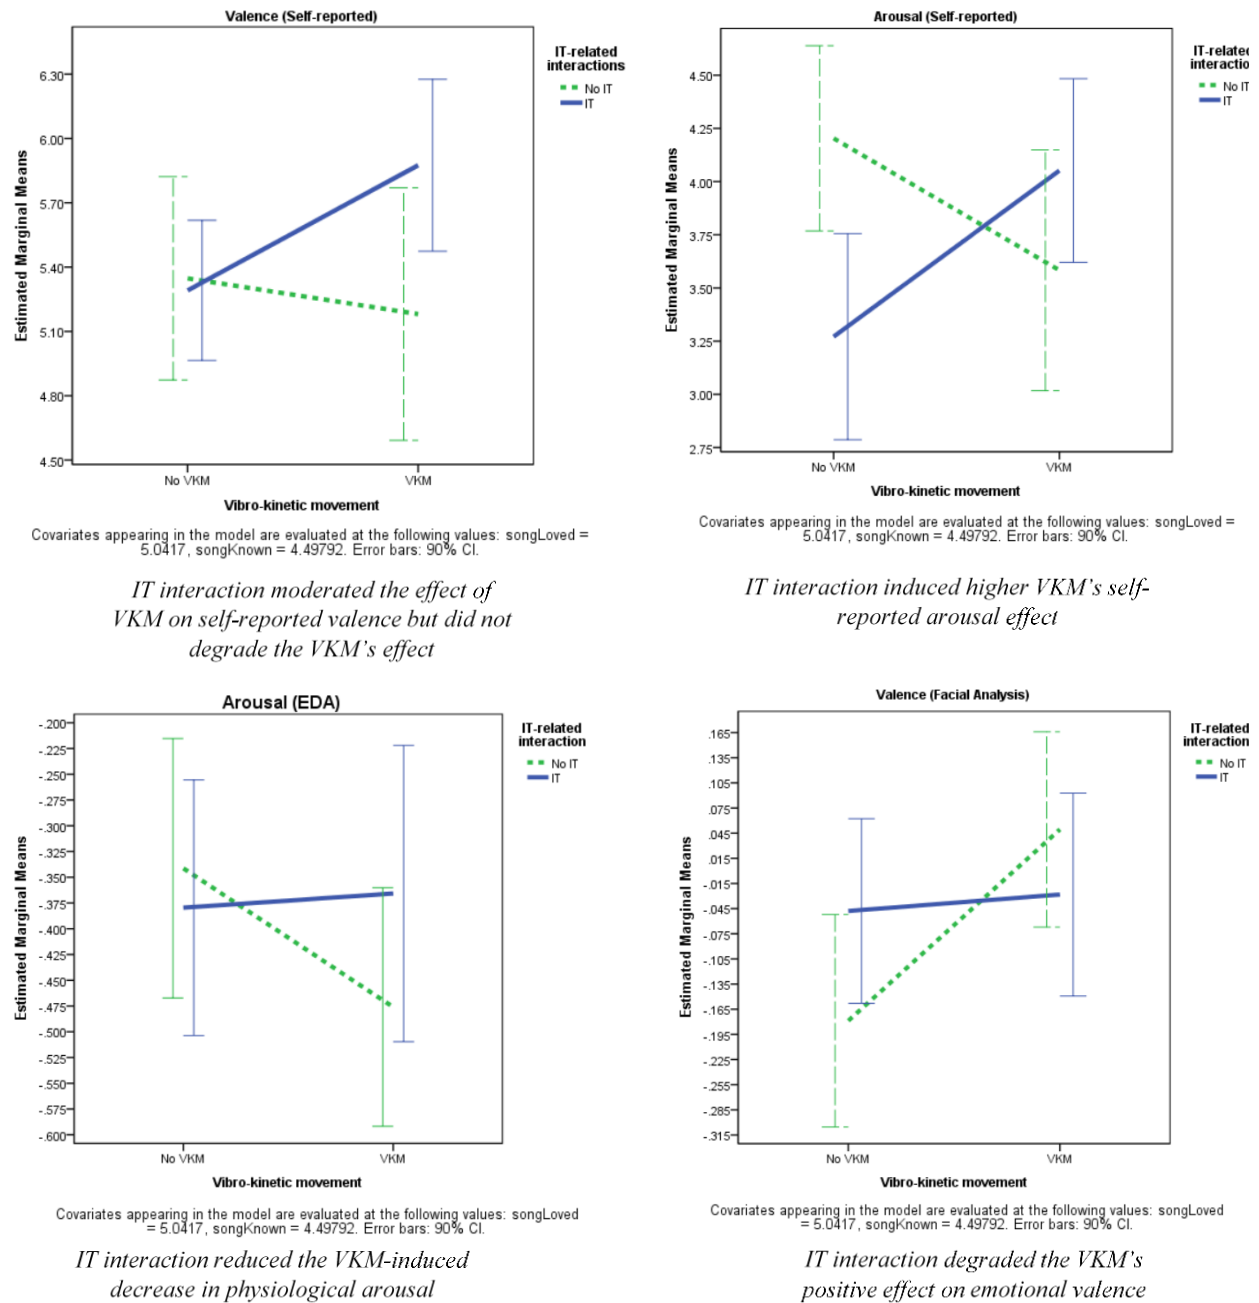 Valence (Self-reported)
IT-related
interactions
No IT
IT
Estimated Marginal Means
6.30
6.00
5.70
5.40
5.10
4.80
4.50
No VKM
VKM
Vibro-kinetic movement
Covariates appearing in the model are evaluated at the following values: songLoved =
5.0417, songKnown = 4.49792. Error bars: 90% CI.
IT interaction moderated the effect of
VKM on self-reported valence but did not
degrade the VKM's effect
Arousal (Self-reported)
IT-related
interactio
No IT
IT
Estimated Marginal Means
4.50
4.25
4.00
3.75
3.50
3.25
3.00
2.75
No VKM
VKM
Vibro-kinetic movement
Covariates appearing in the model are evaluated at the following values: songLoved =
5.0417, songKnown = 4.49792. Error bars: 90% CI.
IT interaction induced higher VKM's self-
reported arousal effect
Arousal (EDA)
IT-related
interaction
No IT
IT
Estimated Marginal Means
-.200
-.225
-.250
-.275
-.300
-.325
-.350
-.375
-.400
-.425
-.450
-.475
-.500
-.525
-.550
-.575
-.600
No VKM
VKM
Vibro-kinetic movement
Covariates appearing in the model are evaluated at the following values: songLoved
= 5.0417, songKnown = 4.49792. Error bars: 90% CI.
IT interaction reduced the VKM-induced
decrease in physiological arousal
Valence (Facial Analysis)
IT-related
interaction
No IT
IT
Estimated Marginal Means
.165
.135
.105
.075
.045
.015
-.015
-.045
-.075
-.105
-.135
-.165
-.195
-.225
-.255
-.285
-.315
No VKM
VKM
Vibro-kinetic movement
Covariates appearing in the model are evaluated at the following values: songLoved
= 5.0417, songKnown = 4.49792. Error bars: 90% CI.
IT interaction degraded the VKM's
positive effect on emotional valence